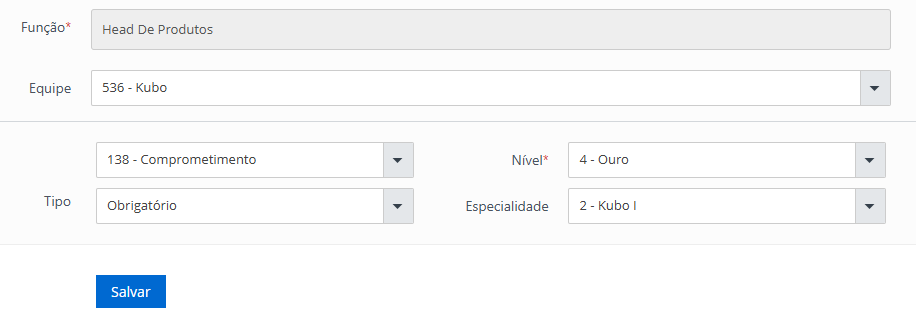 Função*
Head De Produtos
Equipe
536 - Kubo
138 - Comprometimento
Nível*
4 - Ouro
Tipo
Obrigatório
Especialidade
2 - Kubo I
Salvar